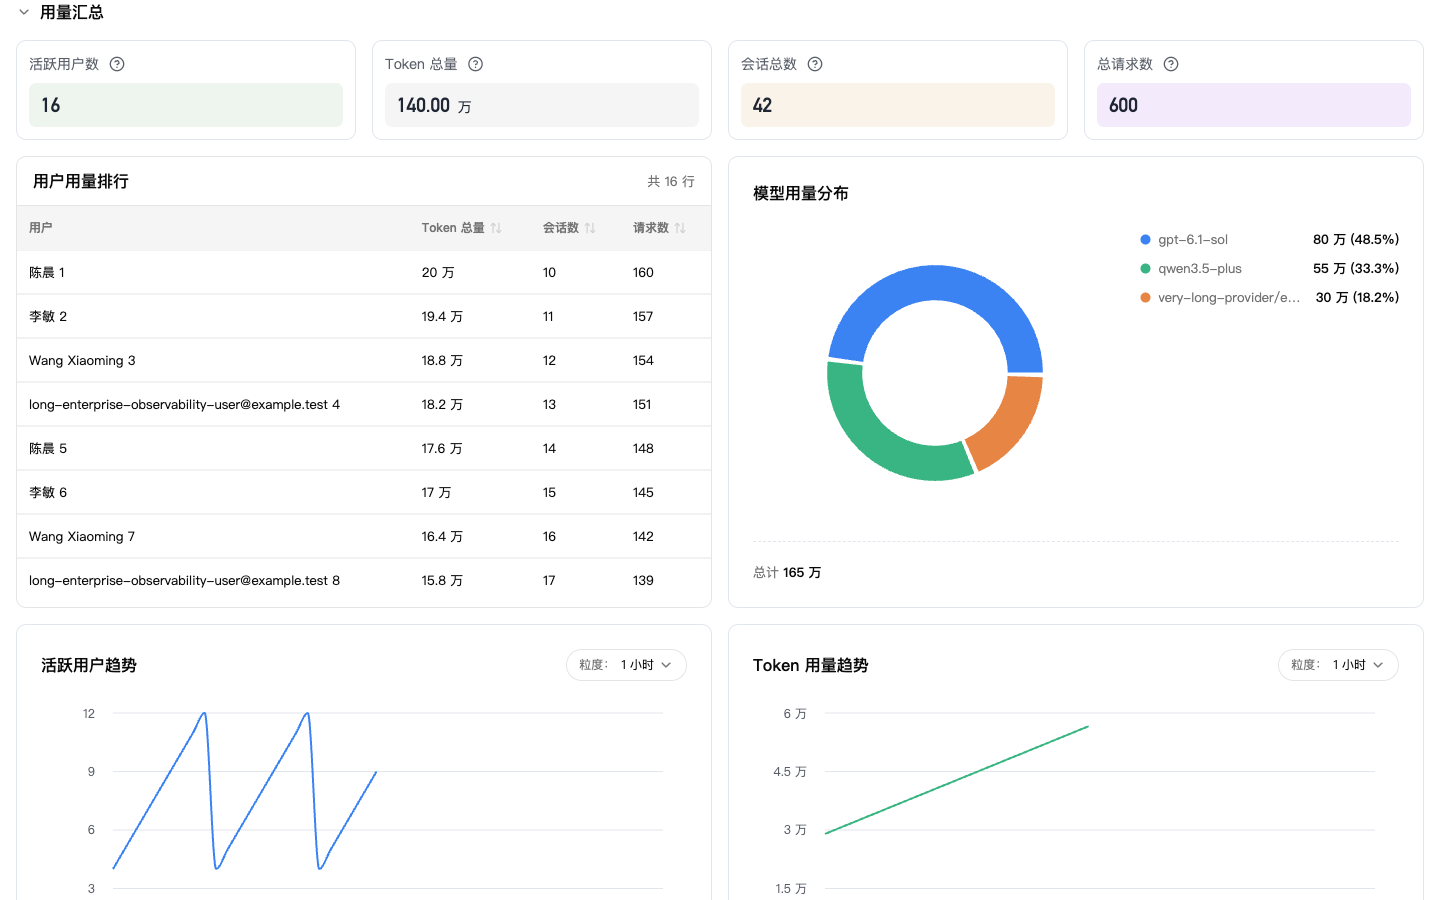 用量汇总
活跃用户数
16
Token 总量
140.00 万
会话总数
42
总请求数
600
用户用量排行 共 16 行
用户 Token 总量 会话数 请求数
陈晨 1 20 万 10 160
李敏 2 19.4 万 11 157
Wang Xiaoming 3 18.8 万 12 154
long-enterprise-observability-user@example.test 4 18.2 万 13 151
陈晨 5 17.6 万 14 148
李敏 6 17 万 15 145
Wang Xiaoming 7 16.4 万 16 142
long-enterprise-observability-user@example.test 8 15.8 万 17 139
模型用量分布
gpt-6.1-sol 80 万 (48.5%)
qwen3.5-plus 55 万 (33.3%)
very-long-provider/e... 30 万 (18.2%)
总计 165 万
活跃用户趋势 粒度: 1 小时
12
9
6
3
Token 用量趋势 粒度: 1 小时
6 万
4.5 万
3 万
1.5 万